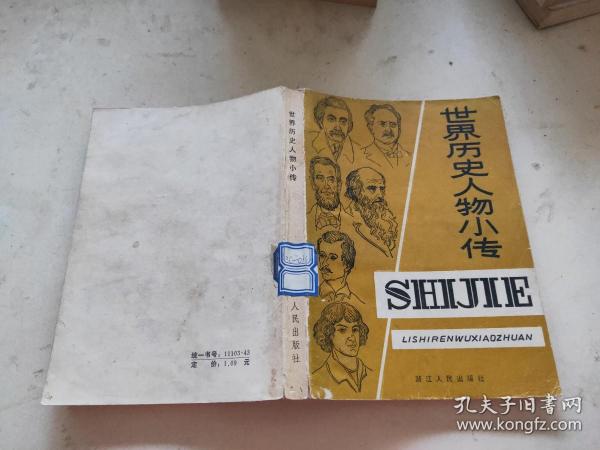 世界历史人物小传
SHIJIE
LISHIRENWUXIAOZHUAN
浙江人民出版社
世界历史人物小传
人民出版社
统一书号：11103·43
定 价：1.09 元
孔夫子旧书网
www.kongfz.com